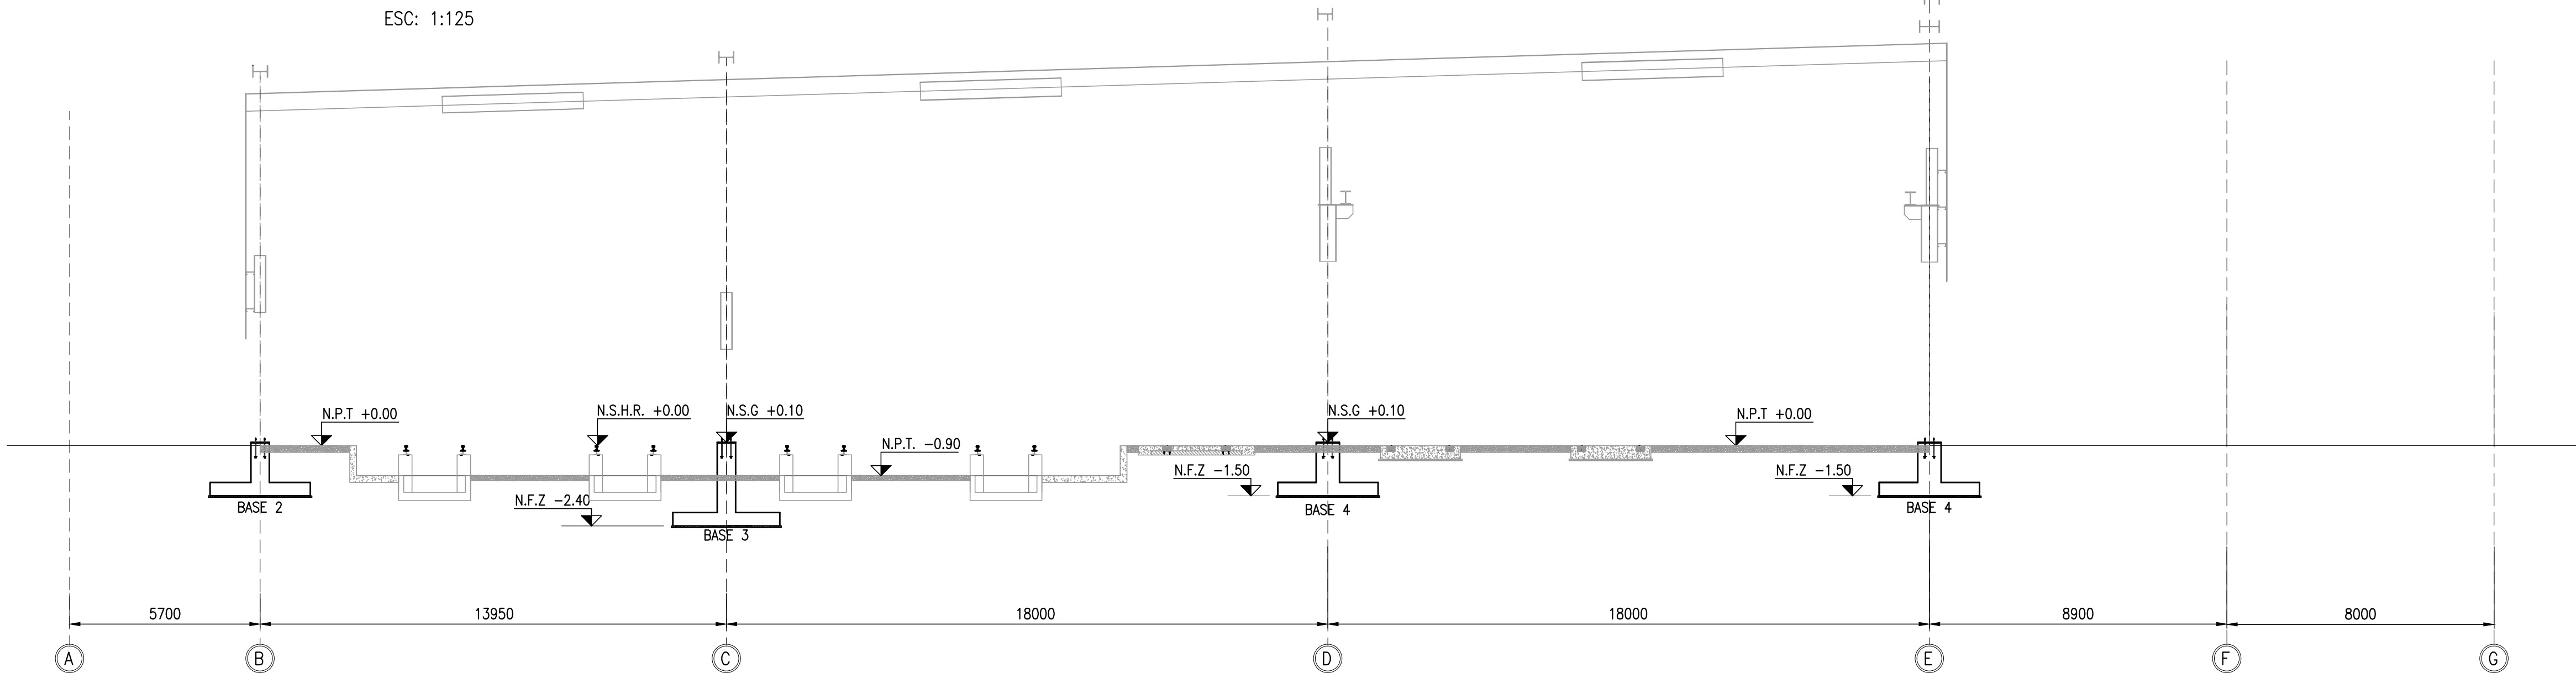 ESC: 1:125
N.P.T +0.00
N.S.H.R. +0.00
N.S.G +0.10
N.P.T. -0.90
N.S.G +0.10
N.P.T +0.00
N.F.Z -2.40
N.F.Z -1.50
N.F.Z -1.50
BASE 2
BASE 3
BASE 4
BASE 4
5700
13950
18000
18000
8900
8000
A
B
C
D
E
F
G